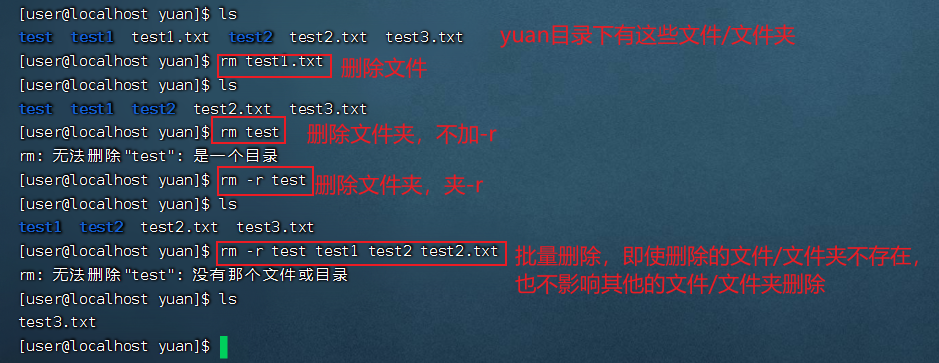 [user@localhost yuan]$ ls
test test1 test1.txt test2 test2.txt test3.txt yuan目录下有这些文件/文件夹
[user@localhost yuan]$ rm test1.txt 删除文件
[user@localhost yuan]$ ls
test test1 test2 test2.txt test3.txt
[user@localhost yuan]$ rm test 删除文件夹，不加-r
rm: 无法删除"test": 是一个目录
[user@localhost yuan]$ rm -r test 删除文件夹，夹-r
[user@localhost yuan]$ ls
test1 test2 test2.txt test3.txt
[user@localhost yuan]$ rm -r test test1 test2 test2.txt 批量删除，即使删除的文件/文件夹不存在，
rm: 无法删除"test": 没有那个文件或目录 也不影响其他的文件/文件夹删除
[user@localhost yuan]$ ls
test3.txt
[user@localhost yuan]$